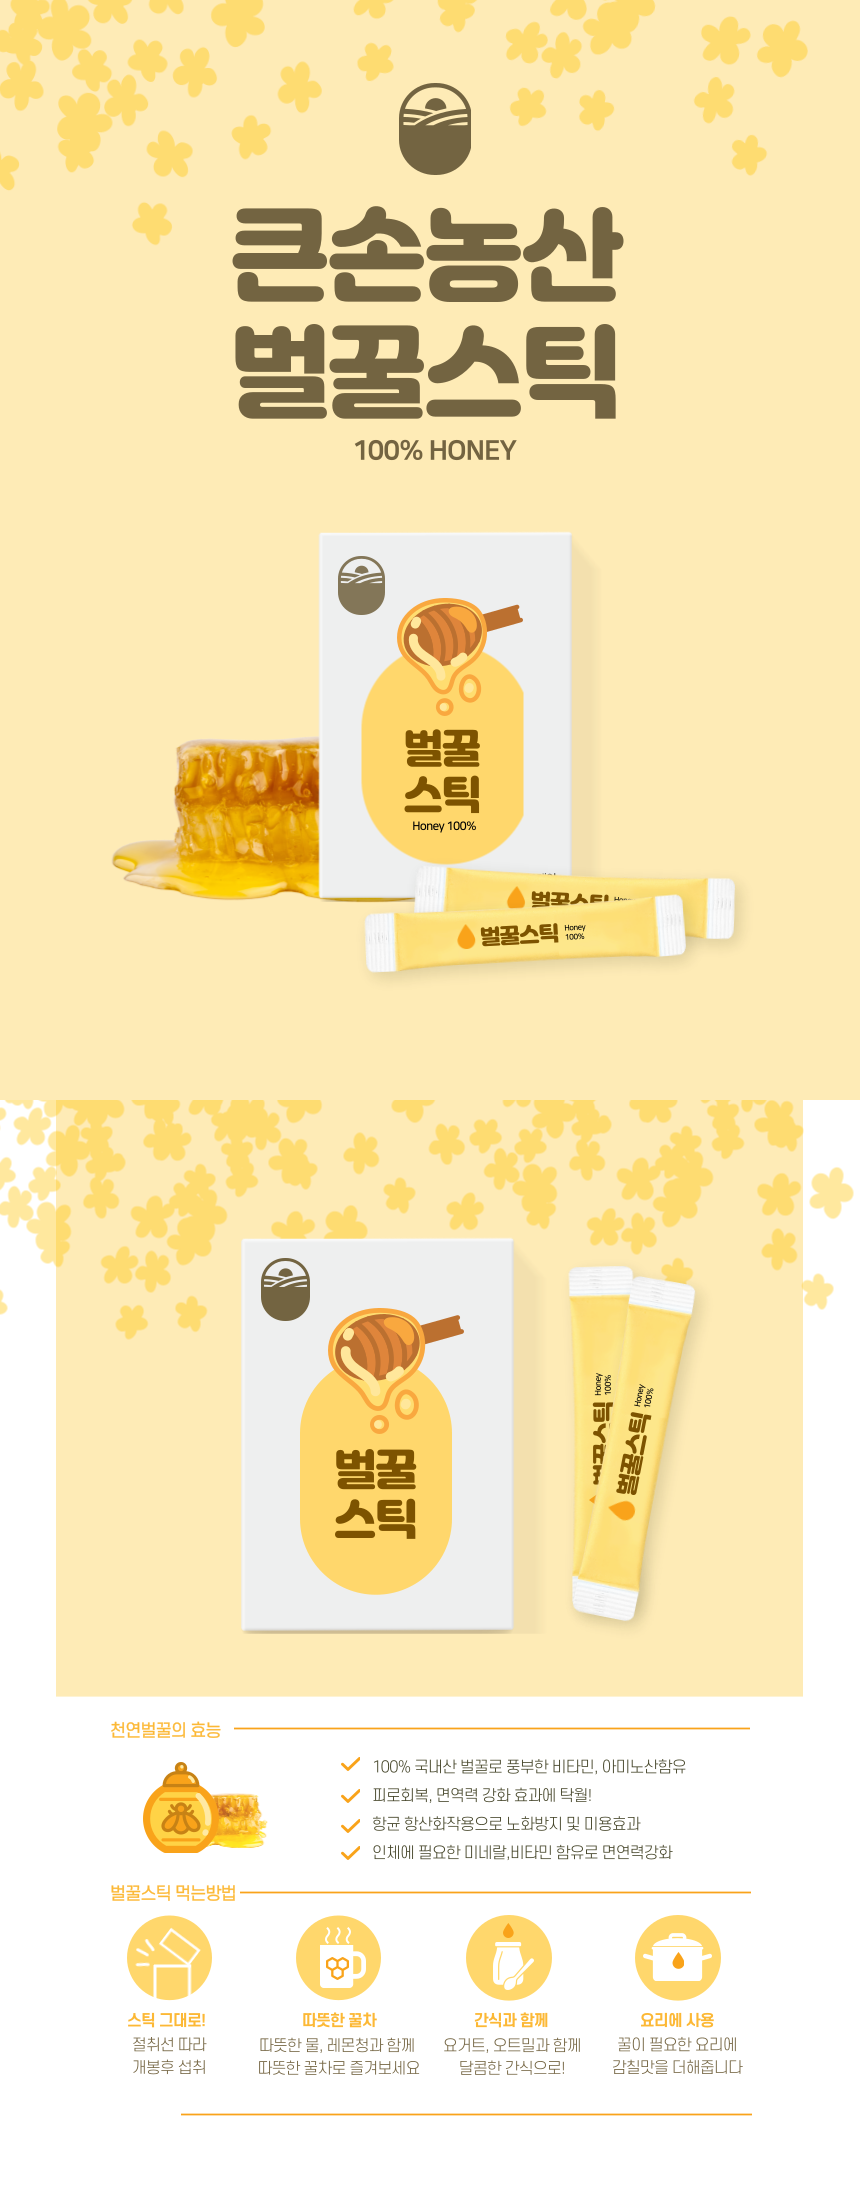 큰손농산
벌꿀스틱
100% HONEY
벌꿀
스틱
Honey 100%
벌꿀스틱
벌꿀스틱 Honey
100%
벌꿀
스틱
벌꿀스틱 Honey
100%
벌꿀스틱 Honey
100%
천연벌꿀의 효능
100% 국내산 벌꿀로 풍부한 비타민, 아미노산함유
피로회복, 면역력 강화 효과에 탁월!
항균 항산화작용으로 노화방지 및 미용효과
인체에 필요한 미네랄,비타민 함유로 면연력강화
벌꿀스틱 먹는방법
스틱 그대로!
절취선 따라
개봉후 섭취
따뜻한 꿀차
따뜻한 물, 레몬청과 함께
따뜻한 꿀차로 즐겨보세요
간식과 함께
요거트, 오트밀과 함께
달콤한 간식으로!
요리에 사용
꿀이 필요한 요리에
감칠맛을 더해줍니다